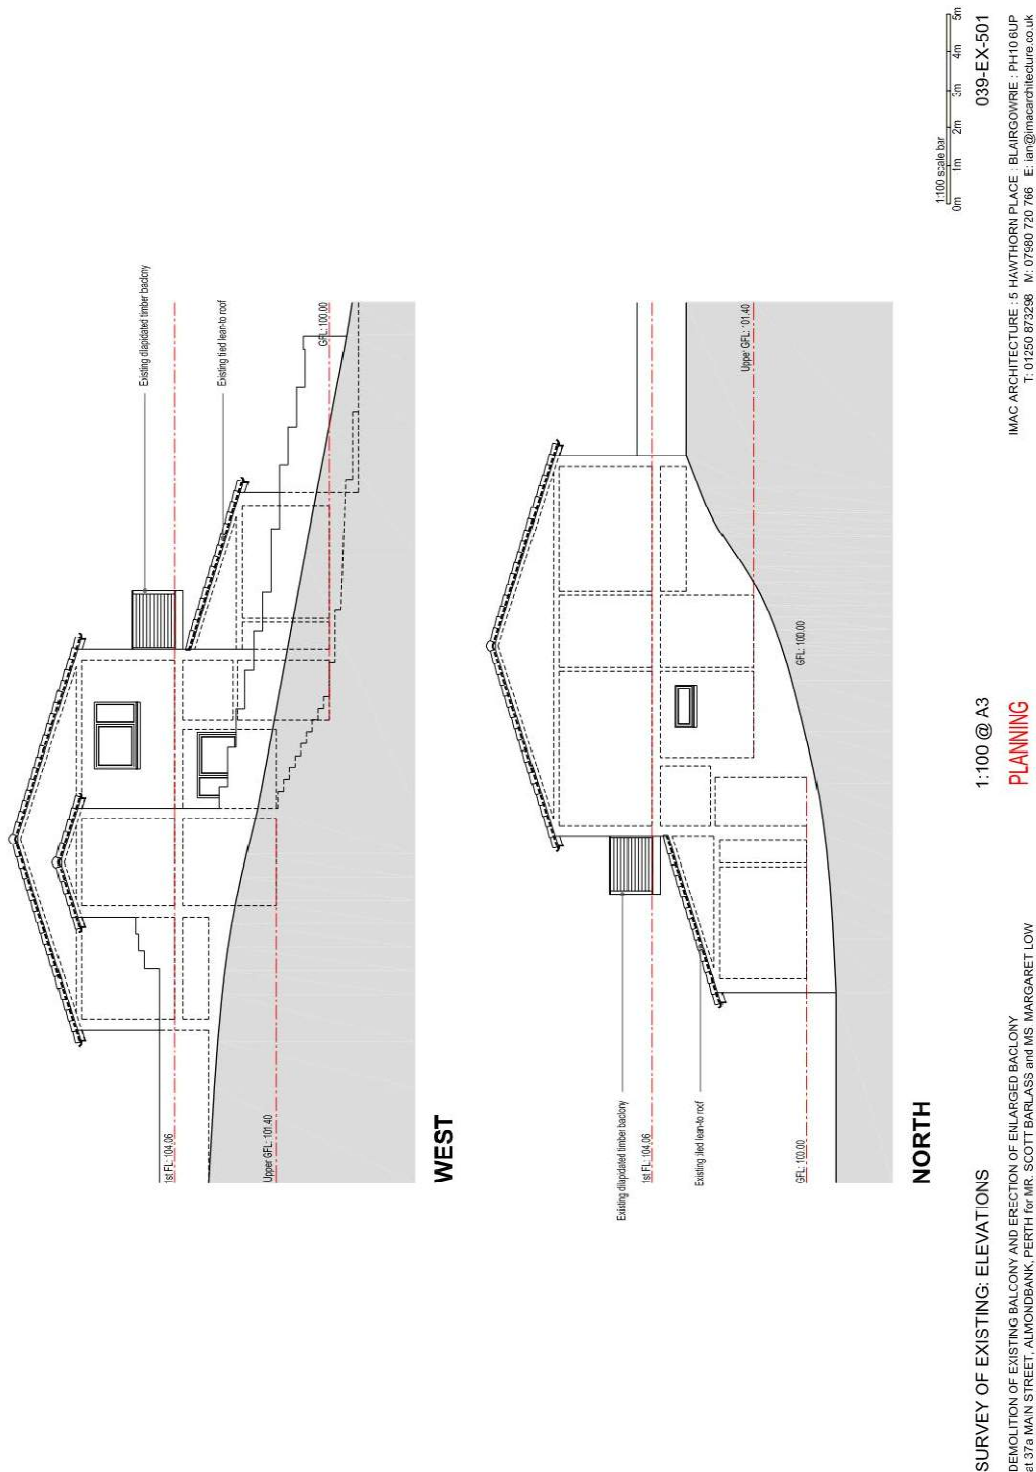 Existing dilapidated timber baclony
Existing tiled lean-to roof
1st FL: 104.06
Upper GFL: 101.40
GFL: 100.00
WEST
Existing dilapidated timber baclony
1st FL: 104.06
Existing tiled lean-to roof
GFL: 100.00
GFL: 100.00
Upper GFL: 101.40
NORTH
1:100 scale bar
0m 1m 2m 3m 4m 5m
SURVEY OF EXISTING: ELEVATIONS
1:100 @ A3
039-EX-501
DEMOLITION OF EXISTING BALCONY AND ERECTION OF ENLARGED BACLONY
at 37a MAIN STREET, ALMONDBANK, PERTH for MR. SCOTT BARLASS and MS. MARGARET LOW
PLANNING
IMAC ARCHITECTURE : 5 HAWTHORN PLACE : BLAIRGOWRIE : PH10 6UP
T: 01250 873298 M: 07980 720 766 E: ian@imacarchitecture.co.uk